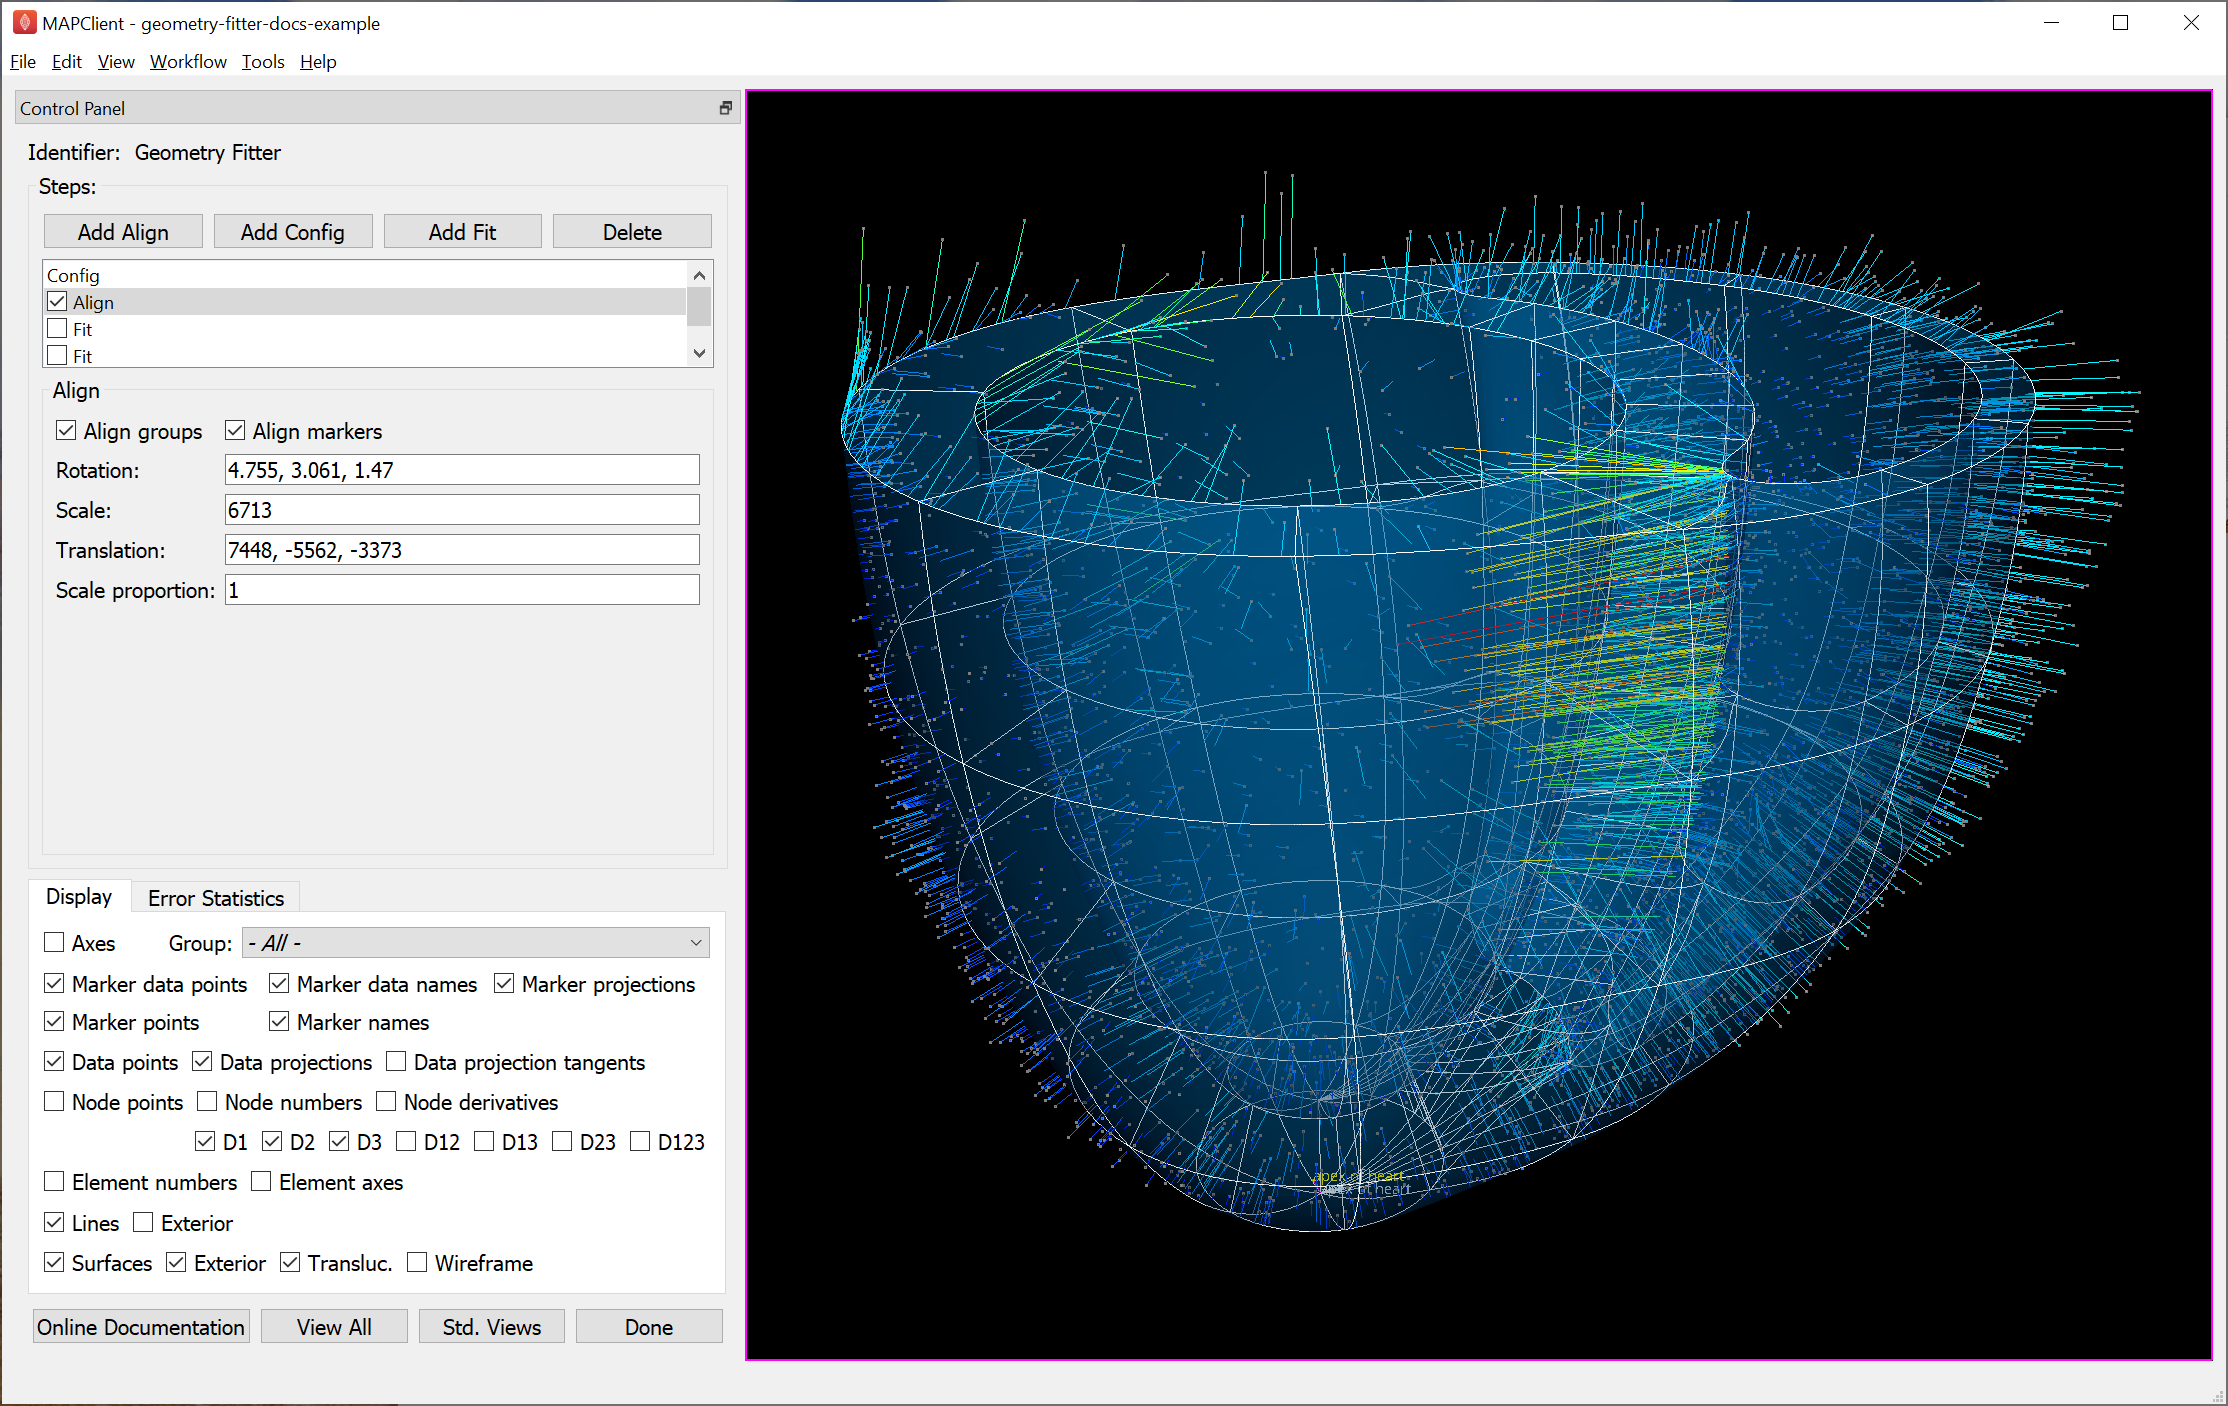 MAPClient - geometry-fitter-docs-example
File Edit View Workflow Tools Help
Control Panel
Identifier: Geometry Fitter
Steps:
Add Align Add Config Add Fit Delete
Config
Align
Fit
Fit
Align
Align groups Align markers
Rotation: 4.755, 3.061, 1.47
Scale: 6713
Translation: 7448, -5562, -3373
Scale proportion: 1
Display Error Statistics
Axes Group: - All -
Marker data points Marker data names Marker projections
Marker points Marker names
Data points Data projections Data projection tangents
Node points Node numbers Node derivatives
D1 D2 D3 D12 D13 D23 D123
Element numbers Element axes
Lines Exterior
Surfaces Exterior Transluc. Wireframe
Online Documentation View All Std. Views Done
apex of heart
apex of heart